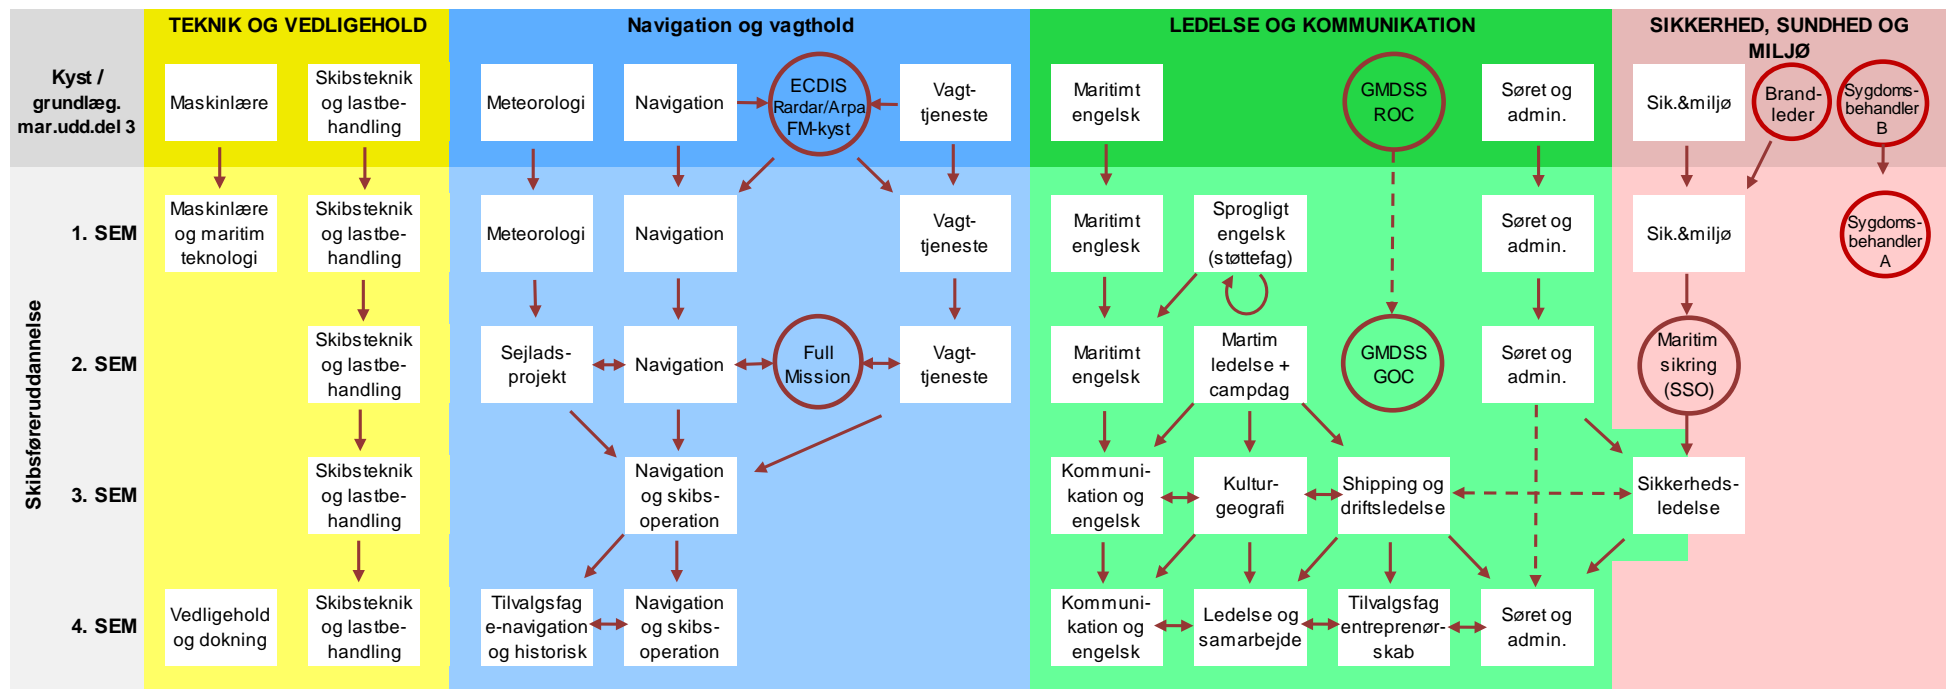 TEKNIK OG VEDLIGEHOLD
Navigation og vagthold
LEDELSE OG KOMMUNIKATION
SIKKERHED, SUNDHED OG
MILJØ
Kyst /
grundlæg.
mar.udd.del 3
Maskinlære
Skibsteknik
og lastbe-
handling
Meteorologi
Navigation
ECDIS
Rardar/Arpa
FM-kyst
Vagt-
tjeneste
Maritimt
engelsk
GMDSS
ROC
Søret og
admin.
Sik.&miljø
Brand-
leder
Sygdoms-
behandler
B
Skibsføreruddannelse
1. SEM
Maskinlære
og maritim
teknologi
Skibsteknik
og lastbe-
handling
Meteorologi
Navigation
Vagt-
tjeneste
Maritimt
englesk
Sprogligt
engelsk
(støttefag)
Søret og
admin.
Sik.&miljø
Sygdoms-
behandler
A
2. SEM
Skibsteknik
og lastbe-
handling
Sejlads-
projekt
Navigation
Full
Mission
Vagt-
tjeneste
Maritimt
engelsk
Martim
ledelse +
campdag
GMDSS
GOC
Søret og
admin.
Maritim
sikring
(SSO)
3. SEM
Skibsteknik
og lastbe-
handling
Navigation
og skibs-
operation
Kommuni-
kation og
engelsk
Kultur-
geografi
Shipping og
driftsledelse
Sikkerheds-
ledelse
4. SEM
Vedligehold
og dokning
Skibsteknik
og lastbe-
handling
Tilvalgsfag
e-navigation
og historisk
Navigation
og skibs-
operation
Kommuni-
kation og
engelsk
Ledelse og
samarbejde
Tilvalgsfag
entreprenør-
skab
Søret og
admin.